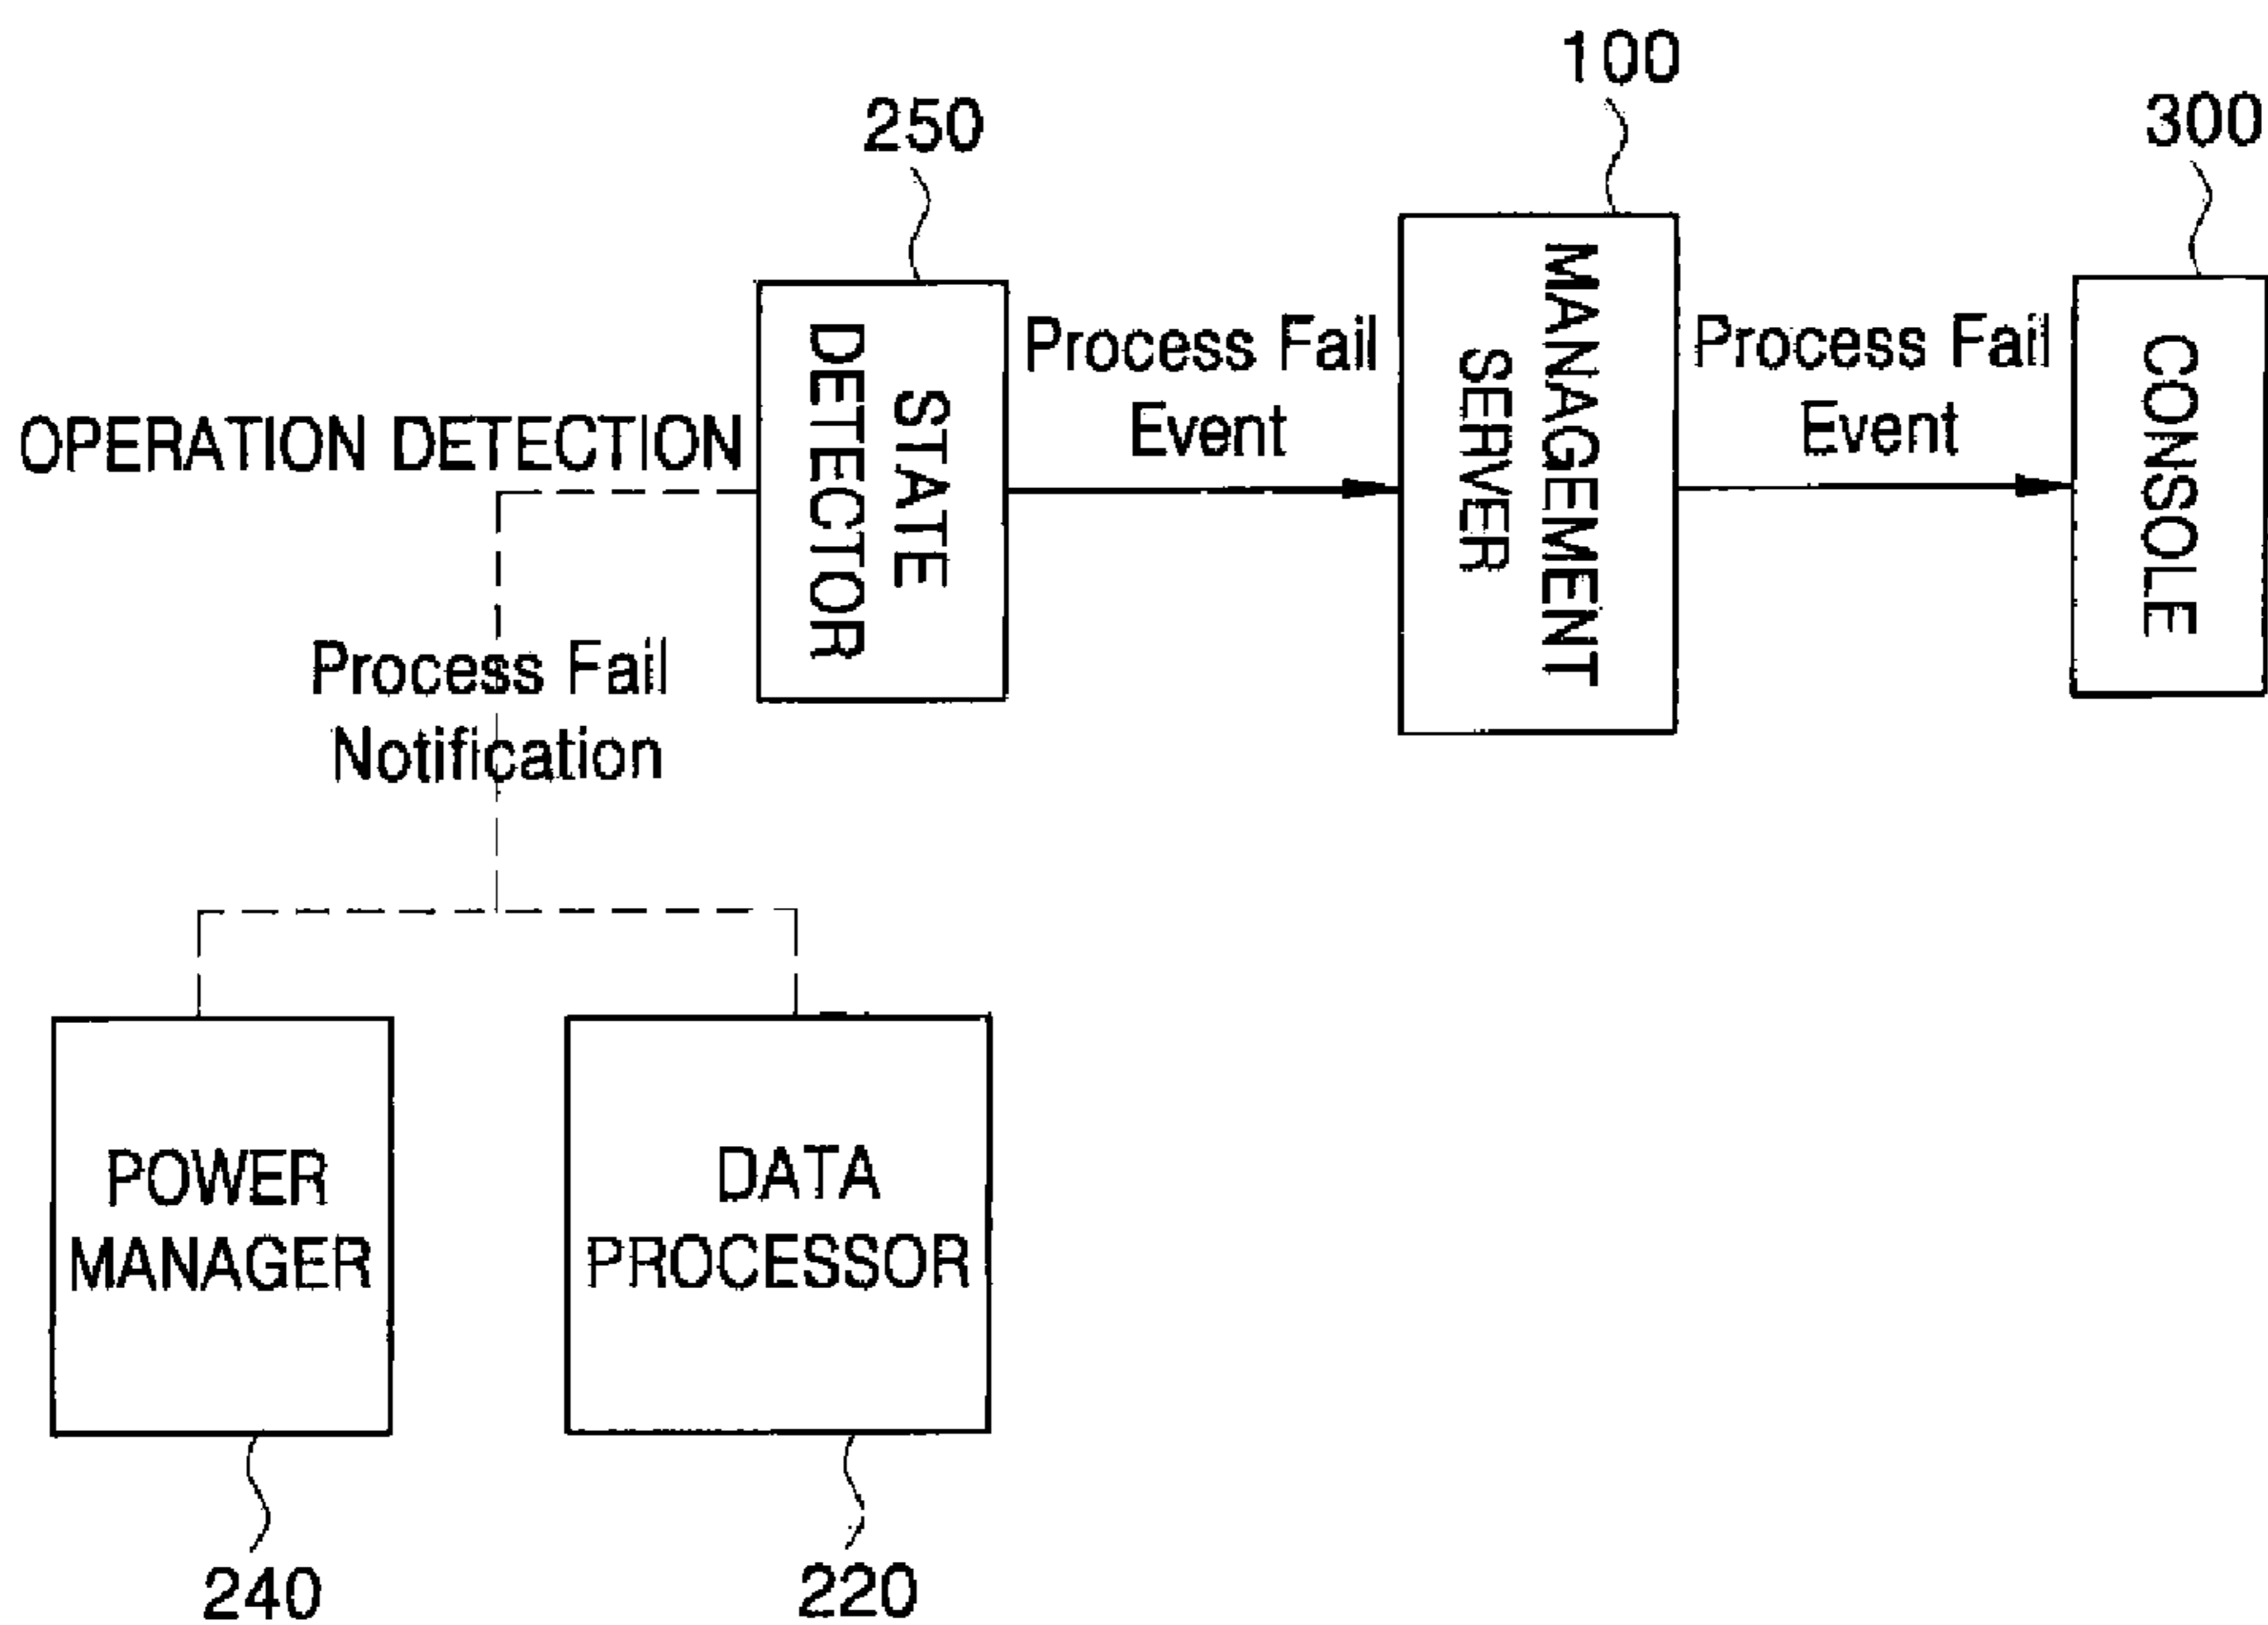 100
250
300
MANAGEMENT
SERVER
STATE
DETECTOR
CONSOLE
Process Fail
Event
Process Fail
Event
OPERATION DETECTION
Process Fail
Notification
POWER
MANAGER
DATA
PROCESSOR
240
220